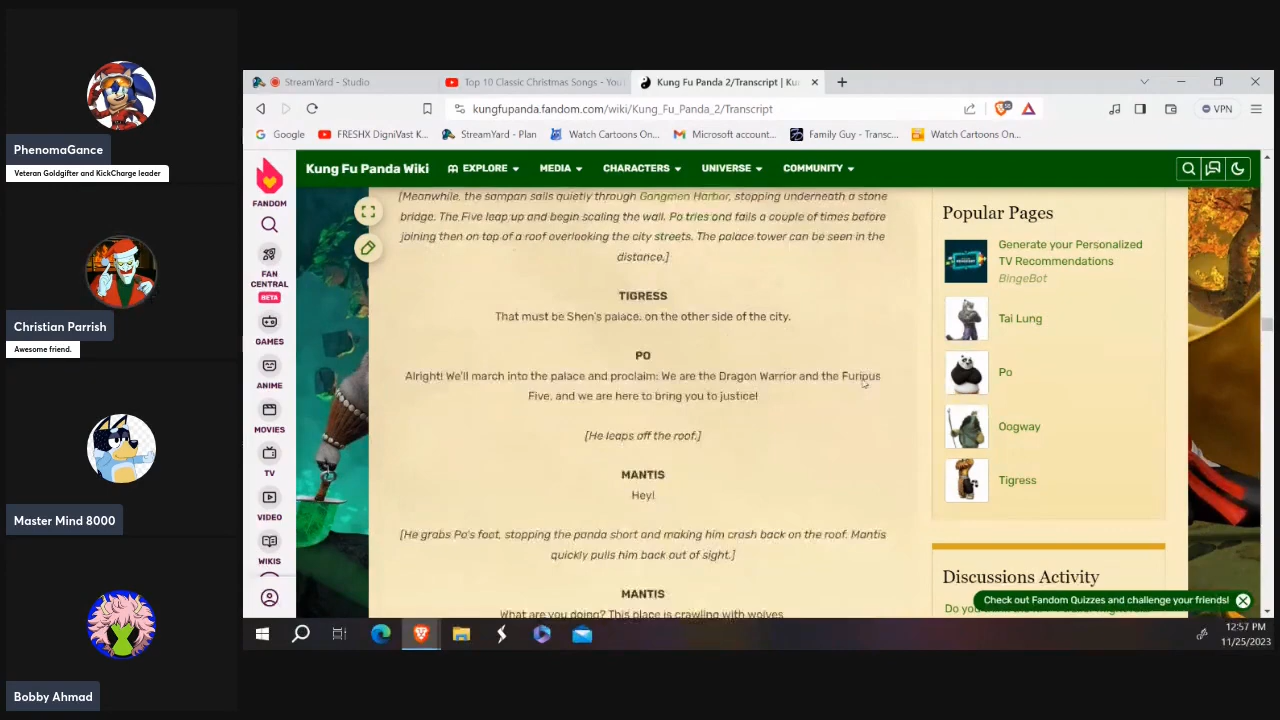 PhenomaGance
Veteran Goldgifter and KickCharge leader
Christian Parrish
Awesome friend.
Master Mind 8000
Bobby Ahmad
StreamYard - Studio
Top 10 Classic Christmas Songs - You
Kung Fu Panda 2/Transcript | Ku
kungfupanda.fandom.com/wiki/Kung_Fu_Panda_2/Transcript
VPN
Google
FRESHX DigniVast K...
StreamYard - Plan
Watch Cartoons On...
Microsoft account...
Family Guy - Transc...
Watch Cartoons On...
Kung Fu Panda Wiki
EXPLORE
MEDIA
CHARACTERS
UNIVERSE
COMMUNITY
FANDOM
FAN CENTRAL
BETA
GAMES
ANIME
MOVIES
TV
VIDEO
WIKIS
[Meanwhile, the sampan sails quietly through Gongmen Harbor, stopping underneath a stone
bridge. The Five leap up and begin scaling the wall. Po tries and fails a couple of times before
joining then on top of a roof overlooking the city streets. The palace tower can be seen in the
distance.]
TIGRESS
That must be Shen's palace, on the other side of the city.
PO
Alright! We'll march into the palace and proclaim: We are the Dragon Warrior and the Furious
Five, and we are here to bring you to justice!
[He leaps off the roof.]
MANTIS
Hey!
[He grabs Po's foot, stopping the panda short and making him crash back on the roof. Mantis
quickly pulls him back out of sight.]
MANTIS
What are you doing? This place is crawling with wolves
Popular Pages
Generate your Personalized
TV Recommendations
BingeBot
Tai Lung
Po
Oogway
Tigress
Discussions Activity
Check out Fandom Quizzes and challenge your friends!
12:57 PM
11/25/2023